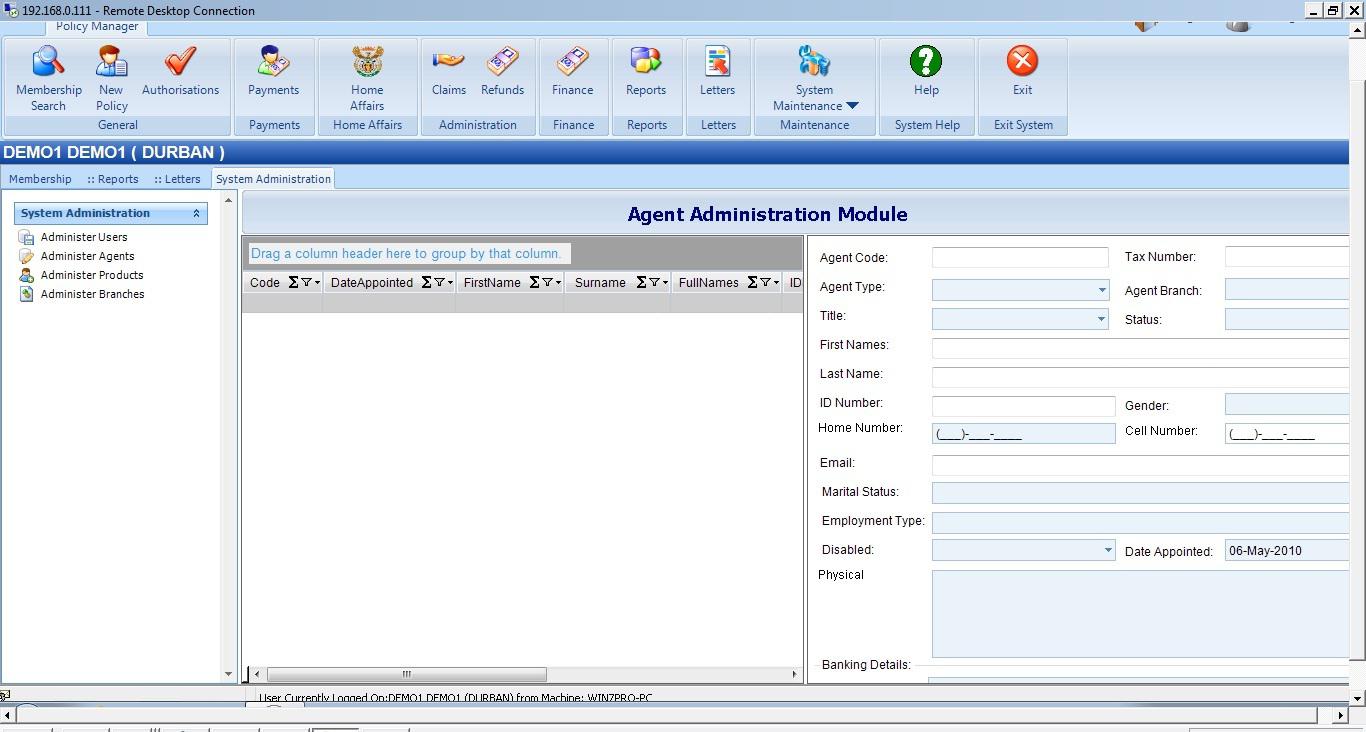 192.168.0.111 - Remote Desktop Connection
Policy Manager
Membership Search
New Policy
Authorisations
General
Payments
Payments
Home Affairs
Home Affairs
Claims
Refunds
Administration
Finance
Finance
Reports
Reports
Letters
Letters
System Maintenance
Maintenance
Help
System Help
Exit
Exit System
DEMO1 DEMO1 ( DURBAN )
Membership :: Reports :: Letters System Administration
System Administration
Administer Users
Administer Agents
Administer Products
Administer Branches
Agent Administration Module
Drag a column header here to group by that column.
Code DateAppointed FirstName Surname FullNames ID
Agent Code: Tax Number:
Agent Type: Agent Branch:
Title: Status:
First Names:
Last Name:
ID Number: Gender:
Home Number: (___)-___-____ Cell Number: (___)-___-____
Email:
Marital Status:
Employment Type:
Disabled: Date Appointed: 06-May-2010
Physical
Banking Details:
User Currently Logged On:DEMO1 DEMO1 (DURBAN) from Machine: WIN7PRO-PC